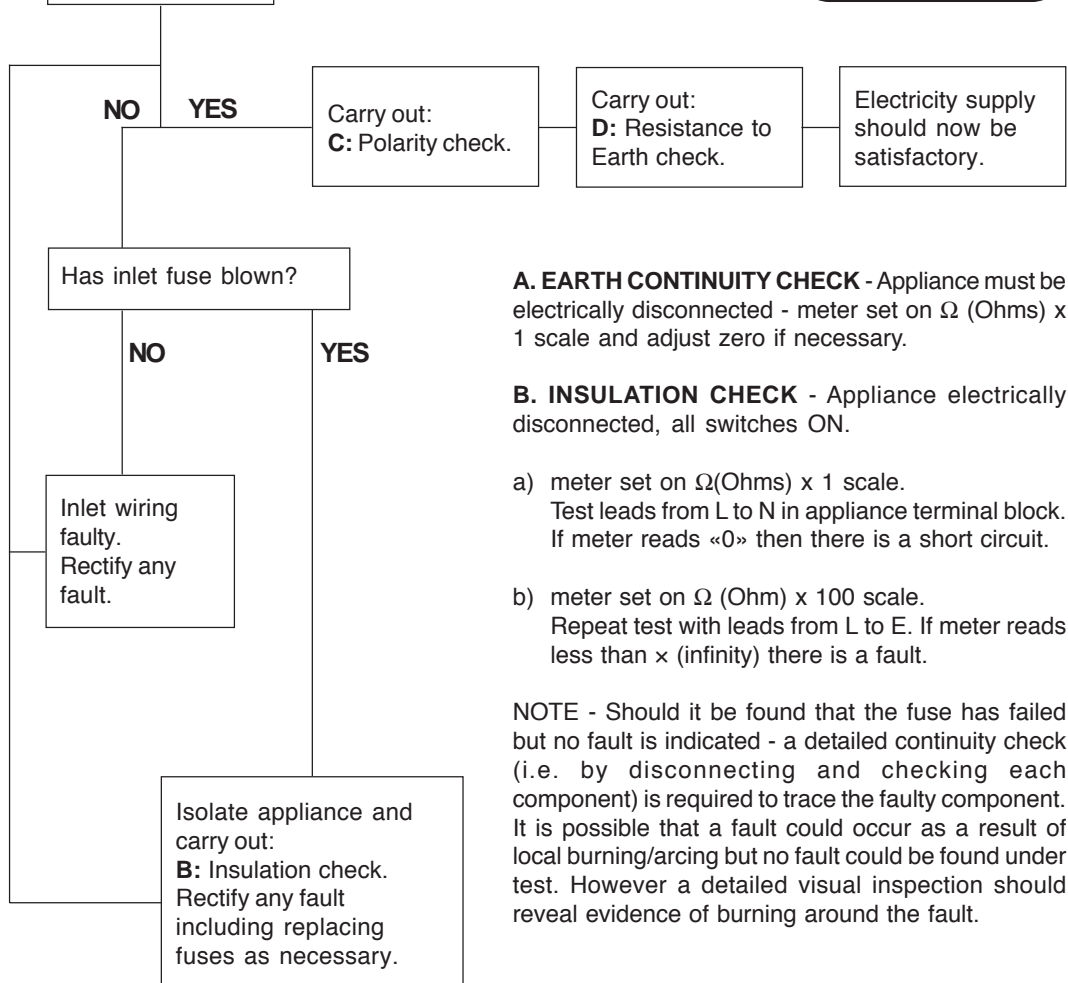 NO
YES
Carry out:
C: Polarity check.
Carry out:
D: Resistance to
Earth check.
Electricity supply
should now be
satisfactory.
Has inlet fuse blown?
NO
YES
Inlet wiring
faulty.
Rectify any
fault.
Isolate appliance and
carry out:
B: Insulation check.
Rectify any fault
including replacing
fuses as necessary.
A. EARTH CONTINUITY CHECK - Appliance must be
electrically disconnected - meter set on Ω (Ohms) x
1 scale and adjust zero if necessary.
B. INSULATION CHECK - Appliance electrically
disconnected, all switches ON.
a) meter set on Ω(Ohms) x 1 scale.
Test leads from L to N in appliance terminal block.
If meter reads «0» then there is a short circuit.
b) meter set on Ω (Ohm) x 100 scale.
Repeat test with leads from L to E. If meter reads
less than × (infinity) there is a fault.
NOTE - Should it be found that the fuse has failed
but no fault is indicated - a detailed continuity check
(i.e. by disconnecting and checking each
component) is required to trace the faulty component.
It is possible that a fault could occur as a result of
local burning/arcing but no fault could be found under
test. However a detailed visual inspection should
reveal evidence of burning around the fault.